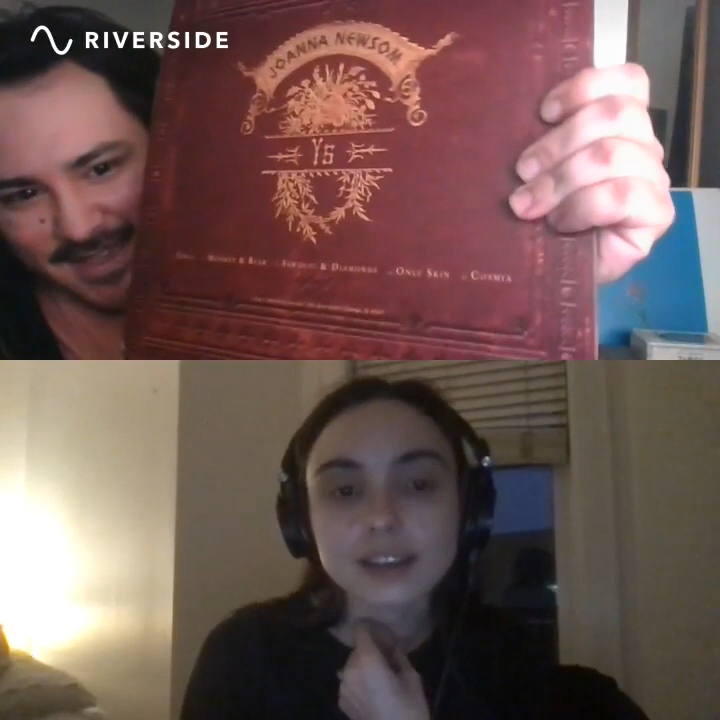 RIVERSIDE
JOANNA NEWSOM
Ys
MONKEY & BEAR SAWDUST & DIAMONDS ONLY SKIN COSMIA